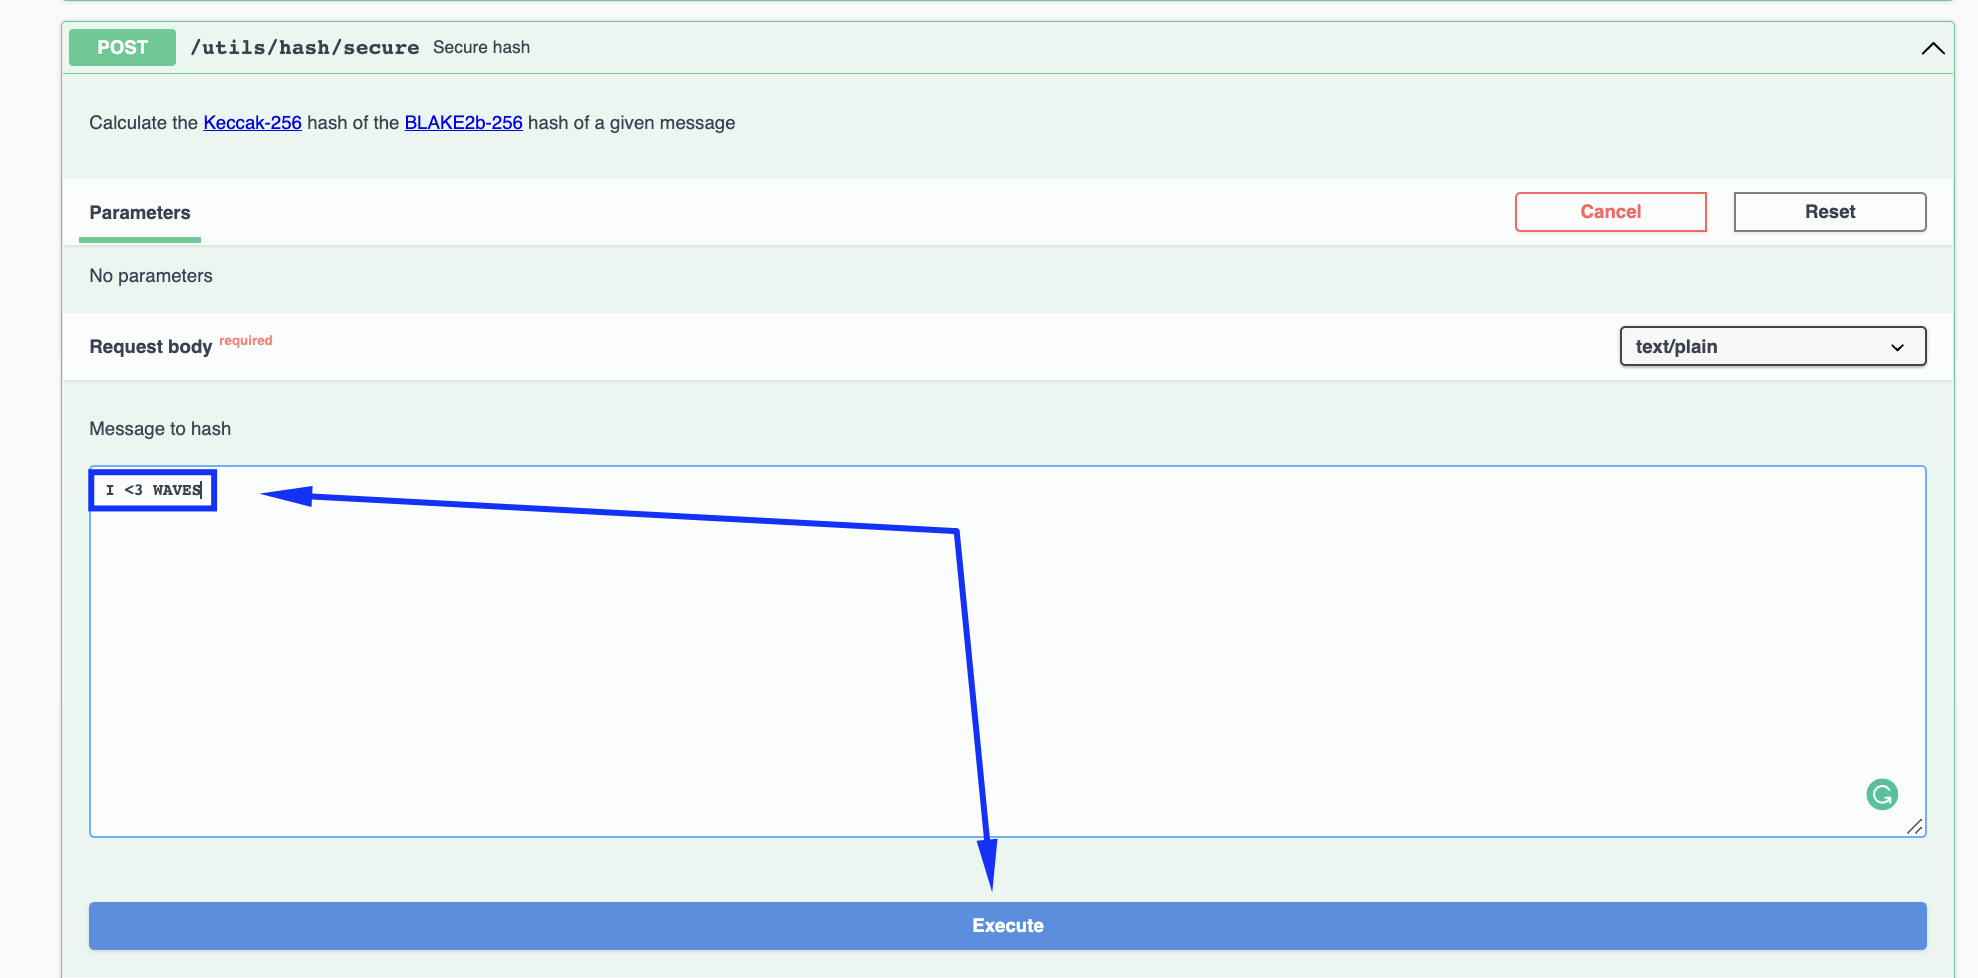 POST /utils/hash/secure Secure hash
Calculate the Keccak-256 hash of the BLAKE2b-256 hash of a given message
Parameters Cancel Reset
No parameters
Request body required text/plain
Message to hash
I <3 WAVES
Execute